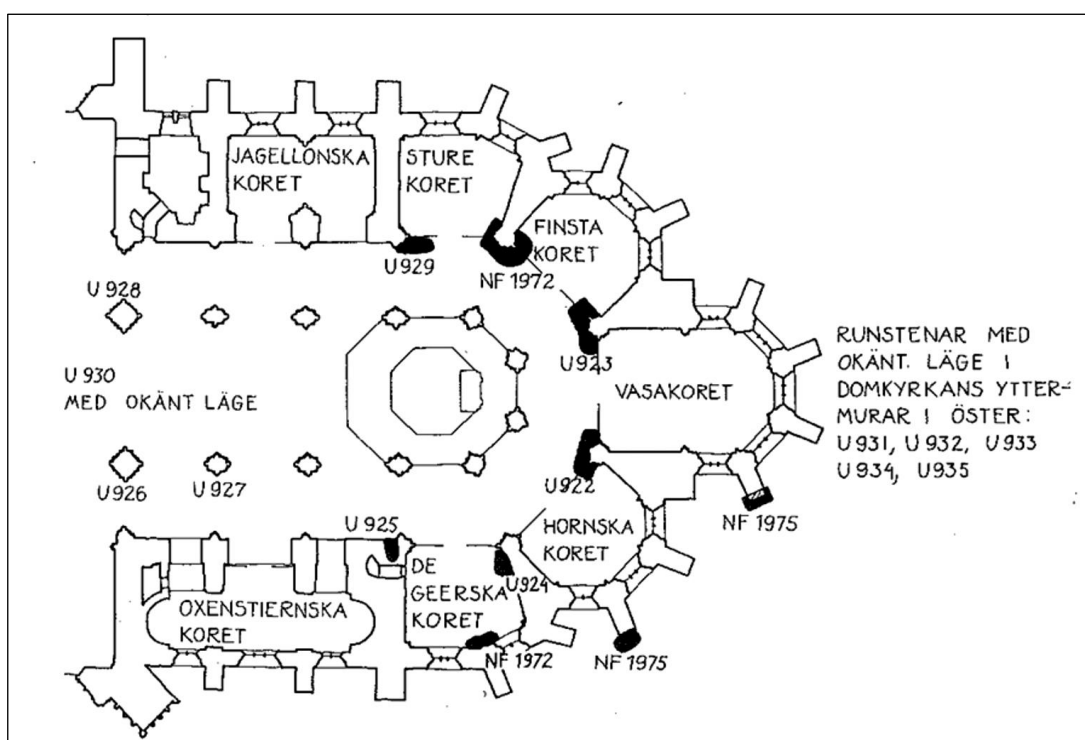 JAGELLONSKA
KORET
STURE
KORET
FINSTA
KORET
U 929
NF 1972
U 928
U 923
U 930
MED OKÄNT LÄGE
VASAKORET
RUNSTENAR MED
OKÄNT. LÄGE I
DOMKYRKANS YTTER-
MURAR I ÖSTER:
U 931, U 932, U 933
U 934, U 935
U 926
U 927
U 922
NF 1975
U 925
HORNSKA
KORET
DE
GEERSKA
KORET
U 924
OXENSTIERNSKA
KORET
NF 1972
NF 1975